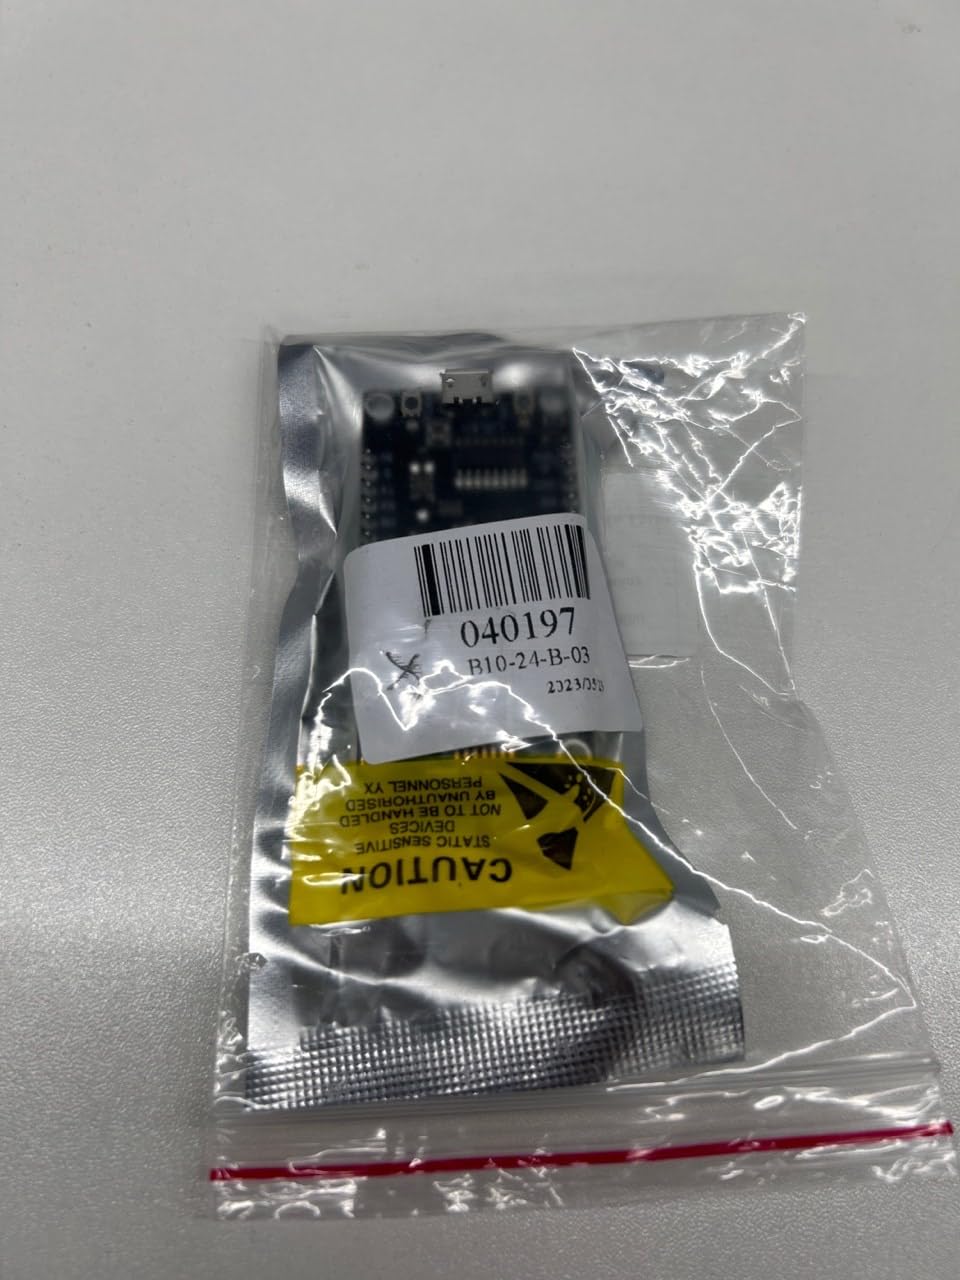 040197
B10-24-B-03
CAUTION
STATIC SENSITIVE
DEVICES
NOT TO BE HANDLED
BY UNAUTHORISED
PERSONNEL YX